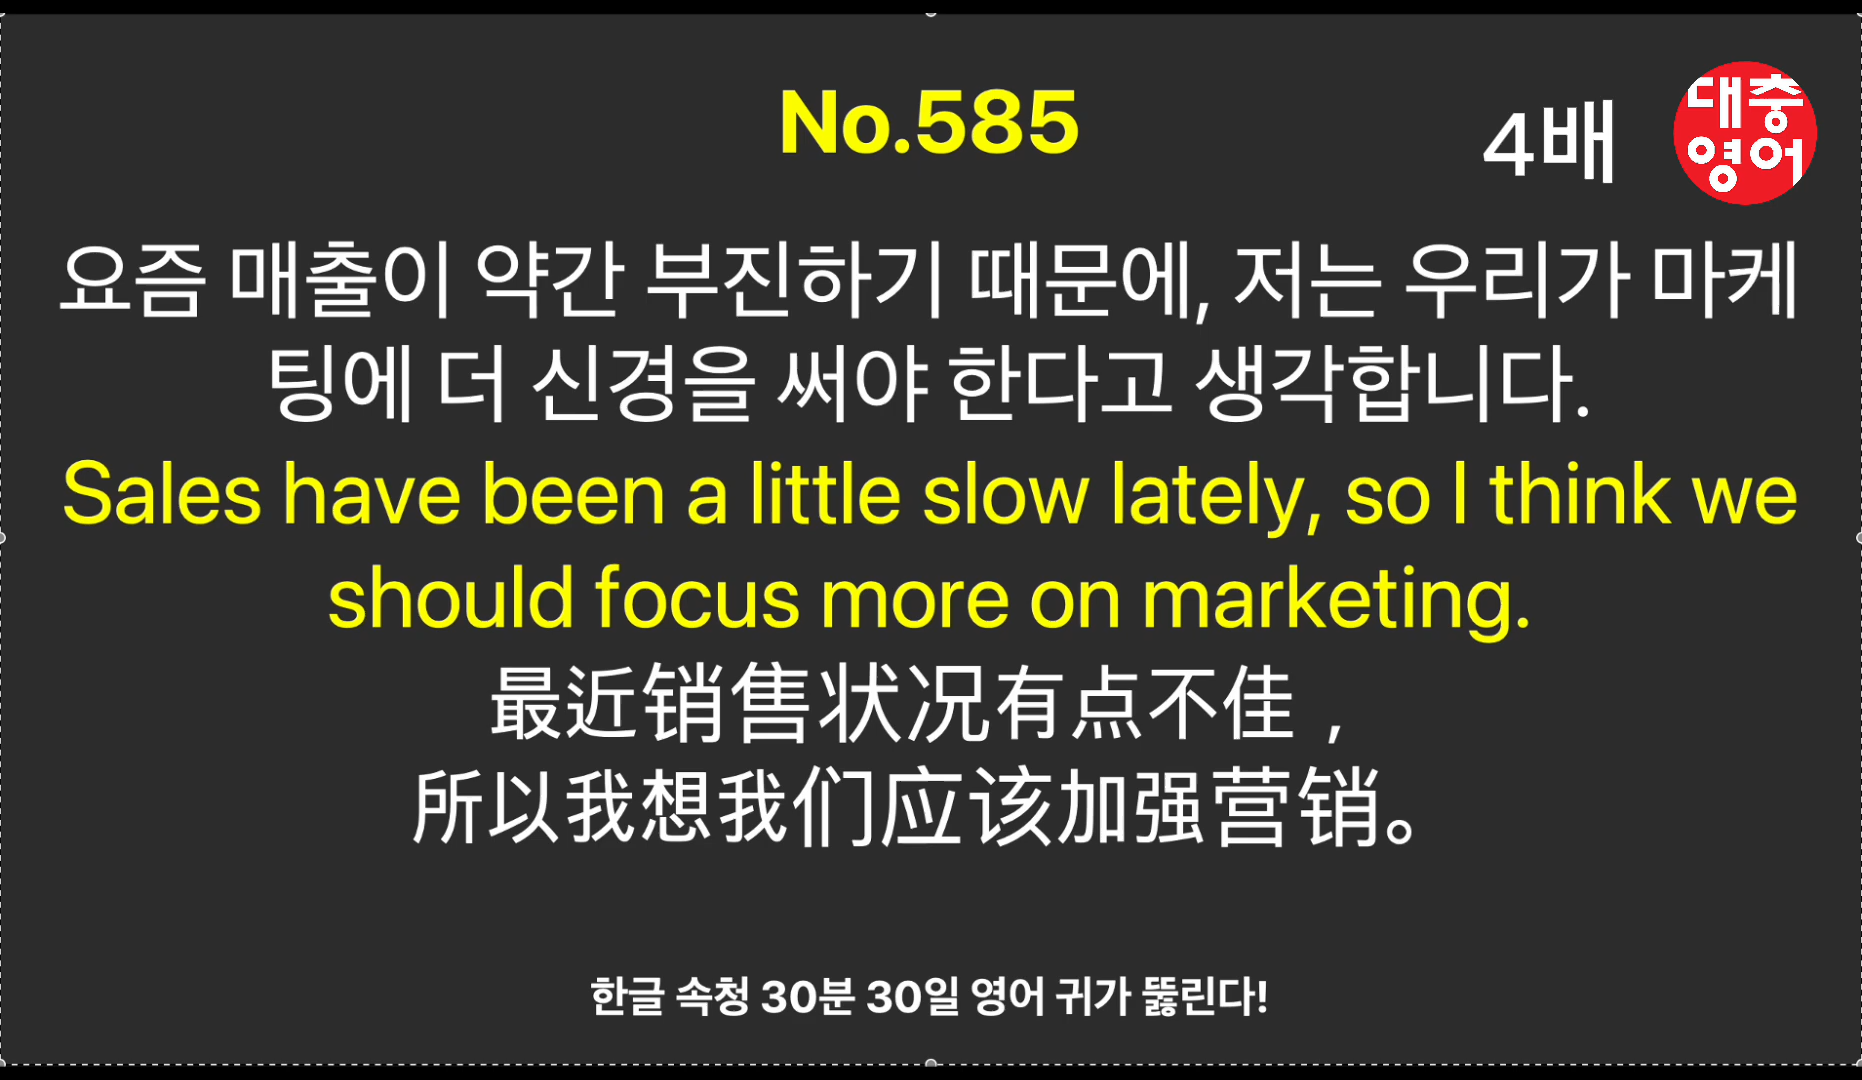 No.585
4배
대충
영어
요즘 매출이 약간 부진하기 때문에, 저는 우리가 마케
팅에 더 신경을 써야 한다고 생각합니다.
Sales have been a little slow lately, so I think we
should focus more on marketing.
最近销售状况有点不佳，
所以我想我们应该加强营销。
한글 속청 30분 30일 영어 귀가 뚫린다!